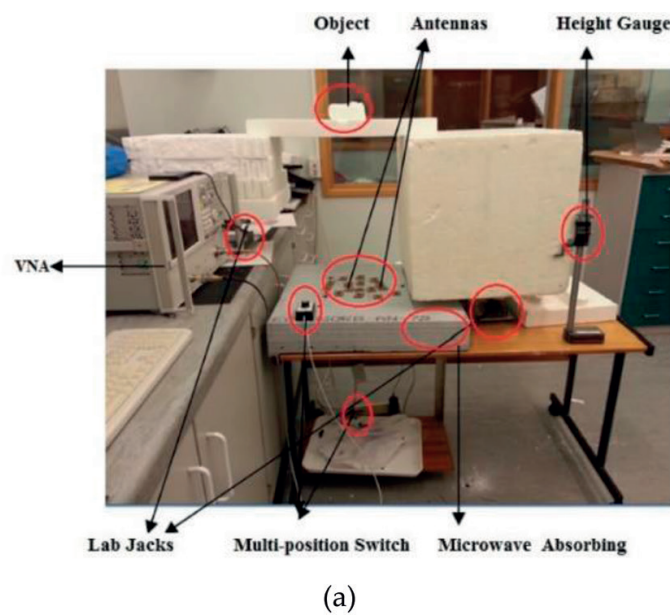 Object Antennas Height Gauge
VNA
Lab Jacks Multi-position Switch Microwave Absorbing
(a)